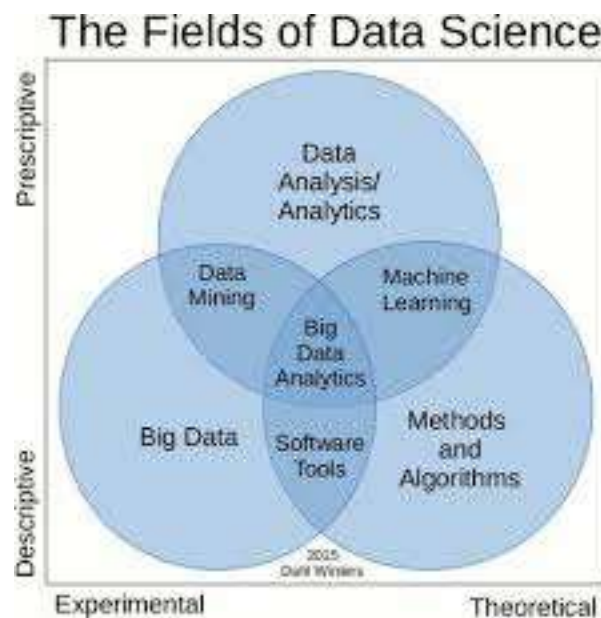 The Fields of Data Science
Prescriptive
Data
Analysis/
Analytics
Data
Mining
Machine
Learning
Big
Data
Analytics
Big Data
Software
Tools
Methods
and
Algorithms
Descriptive
2015
Winters
Experimental
Theoretical